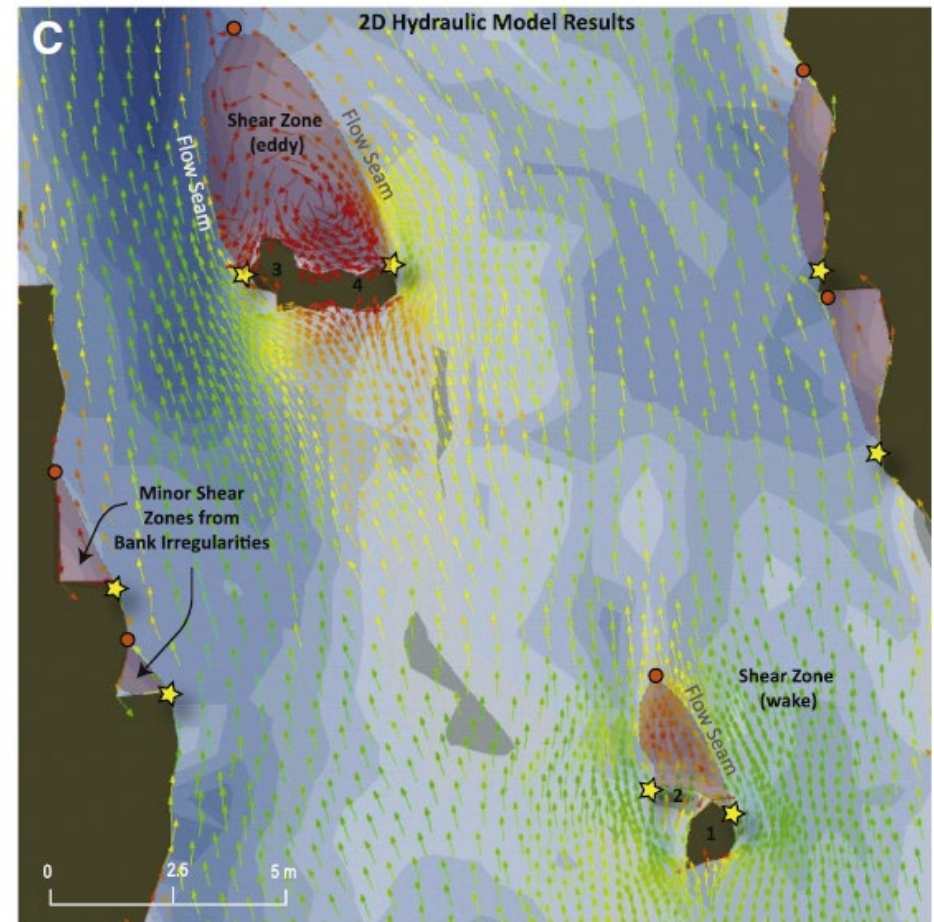 C
2D Hydraulic Model Results
Shear Zone
(eddy)
Flow Seam
Flow Seam
3
4
Minor Shear
Zones from
Bank Irregularities
Shear Zone
(wake)
Flow Seam
2
1
0
2.5
5 m